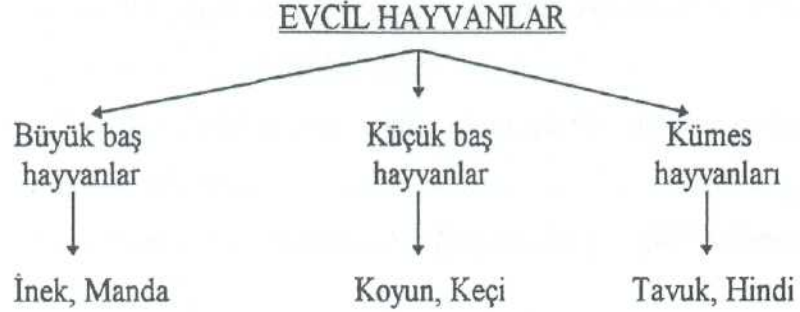 EVCİL HAYVANLAR
Büyük baş
hayvanlar
Küçük baş
hayvanlar
Kümes
hayvanları
İnek, Manda
Koyun, Keçi
Tavuk, Hindi